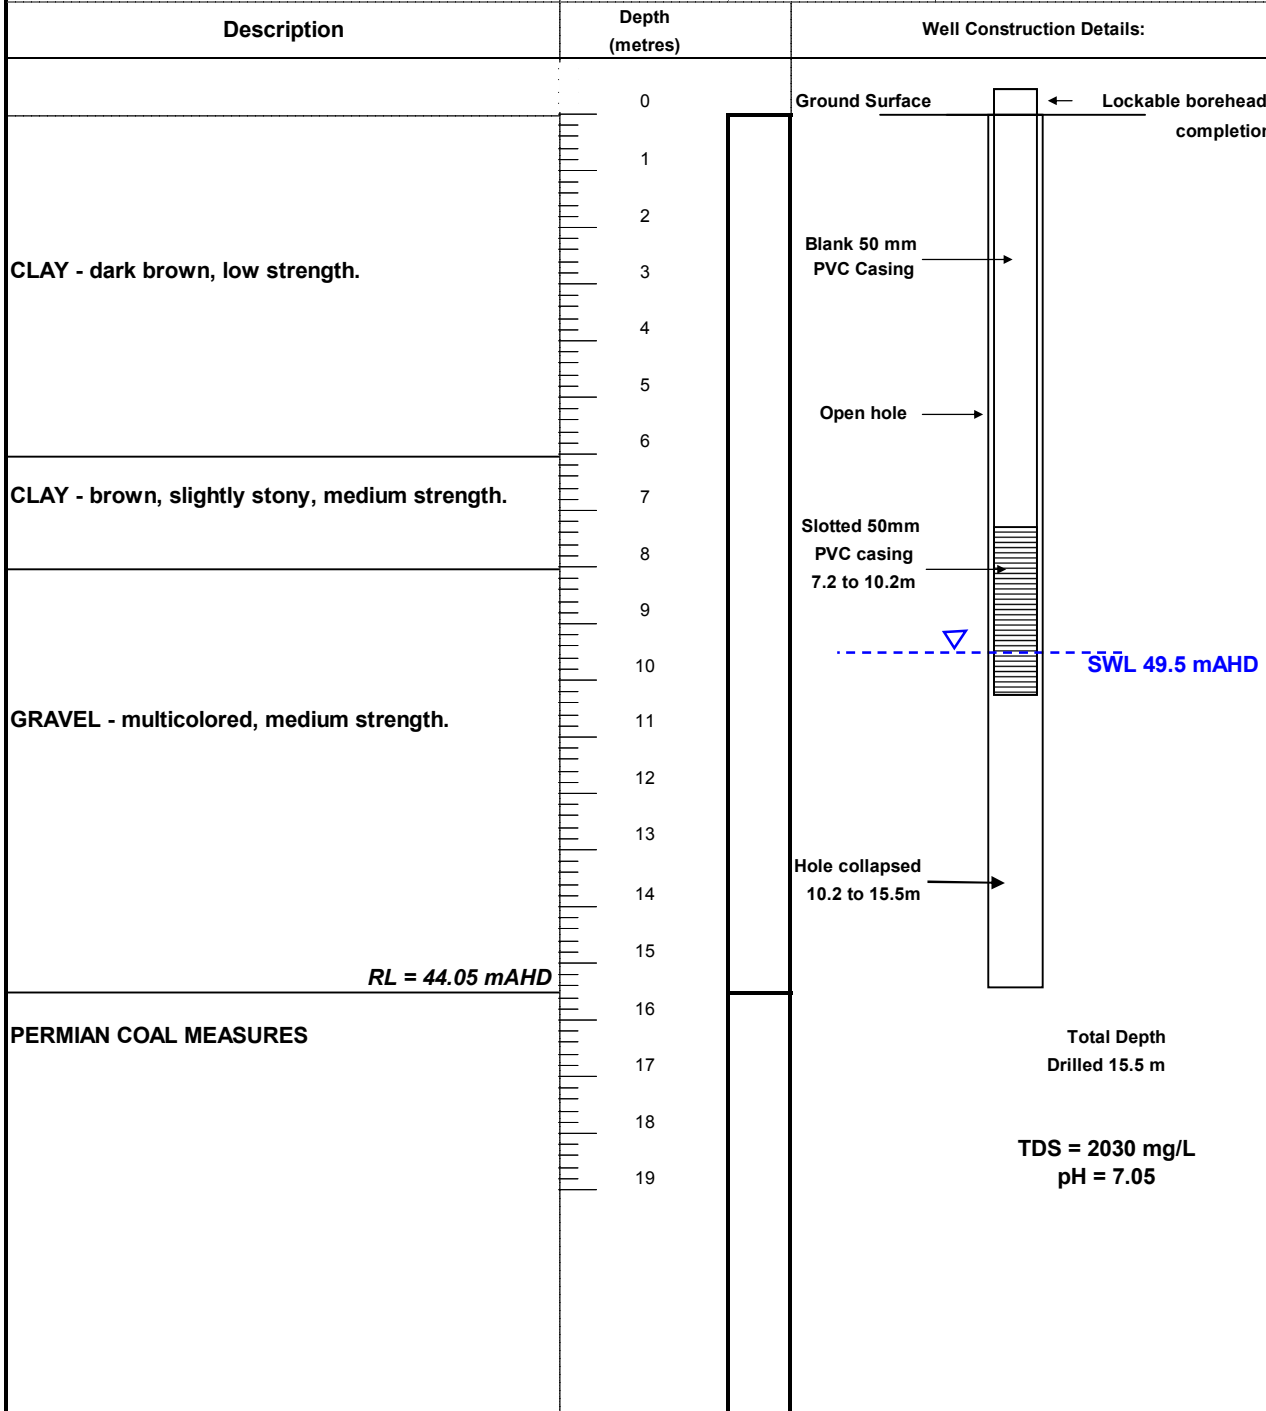 Description
Depth
(metres)
Well Construction Details:
0
Ground Surface
Lockable borehead
completion
1
2
Blank 50 mm
PVC Casing
CLAY - dark brown, low strength.
3
4
5
Open hole
6
CLAY - brown, slightly stony, medium strength.
7
Slotted 50mm
PVC casing
7.2 to 10.2m
8
9
10
SWL 49.5 mAHD
GRAVEL - multicolored, medium strength.
11
12
13
Hole collapsed
10.2 to 15.5m
14
15
RL = 44.05 mAHD
16
PERMIAN COAL MEASURES
Total Depth
Drilled 15.5 m
17
18
TDS = 2030 mg/L
pH = 7.05
19